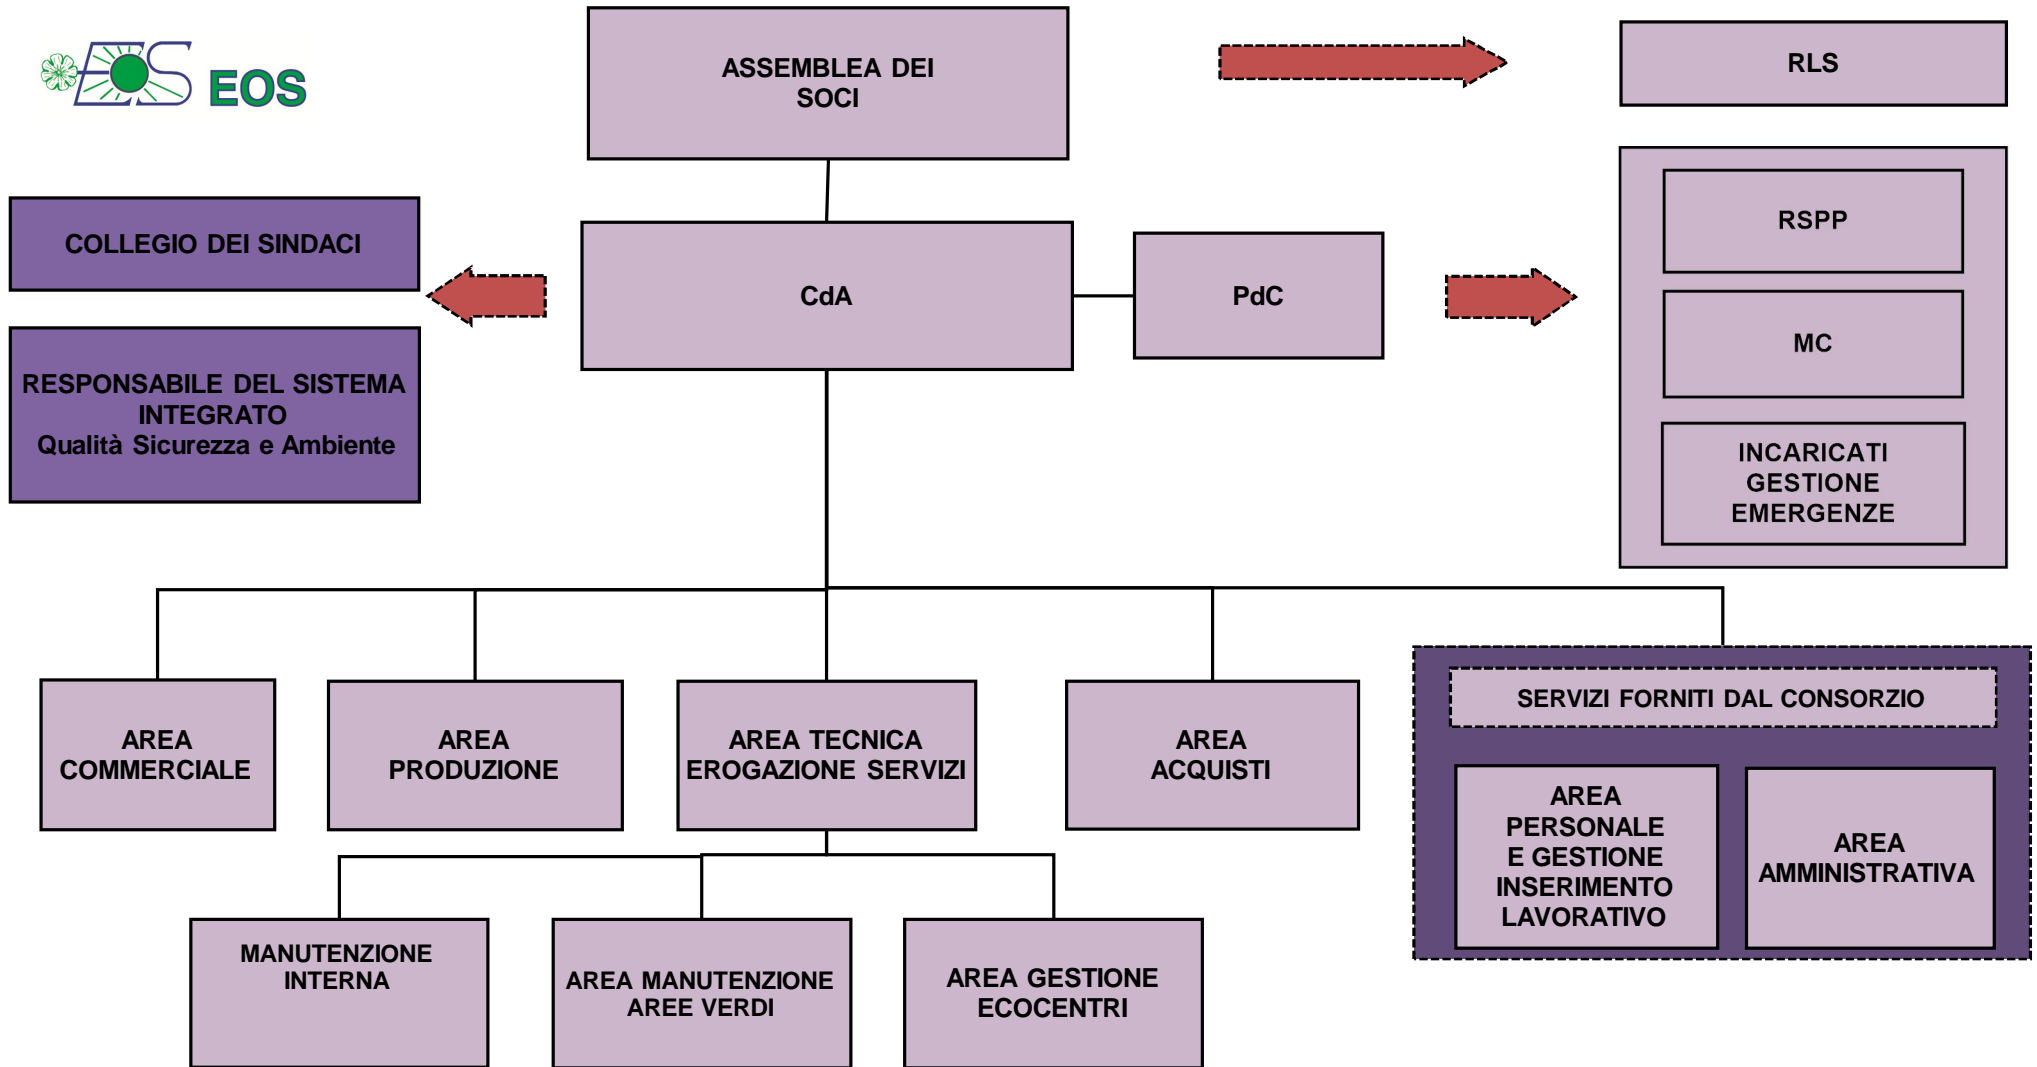 EOS EOS
ASSEMBLEA DEI
SOCI
RLS
COLLEGIO DEI SINDACI
CdA
PdC
RSPP
MC
INCARICATI
GESTIONE
EMERGENZE
RESPONSABILE DEL SISTEMA
INTEGRATO
Qualità Sicurezza e Ambiente
AREA
COMMERCIALE
AREA
PRODUZIONE
AREA TECNICA
EROGAZIONE SERVIZI
AREA
ACQUISTI
SERVIZI FORNITI DAL CONSORZIO
AREA
PERSONALE
E GESTIONE
INSERIMENTO
LAVORATIVO
AREA
AMMINISTRATIVA
MANUTENZIONE
INTERNA
AREA MANUTENZIONE
AREE VERDI
AREA GESTIONE
ECOCENTRI